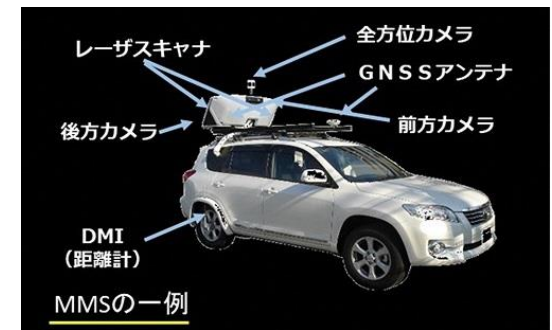 全方位カメラ
レーザスキャナ
ＧＮＳＳアンテナ
後方カメラ
前方カメラ
DMI
（距離計）
MMSの一例